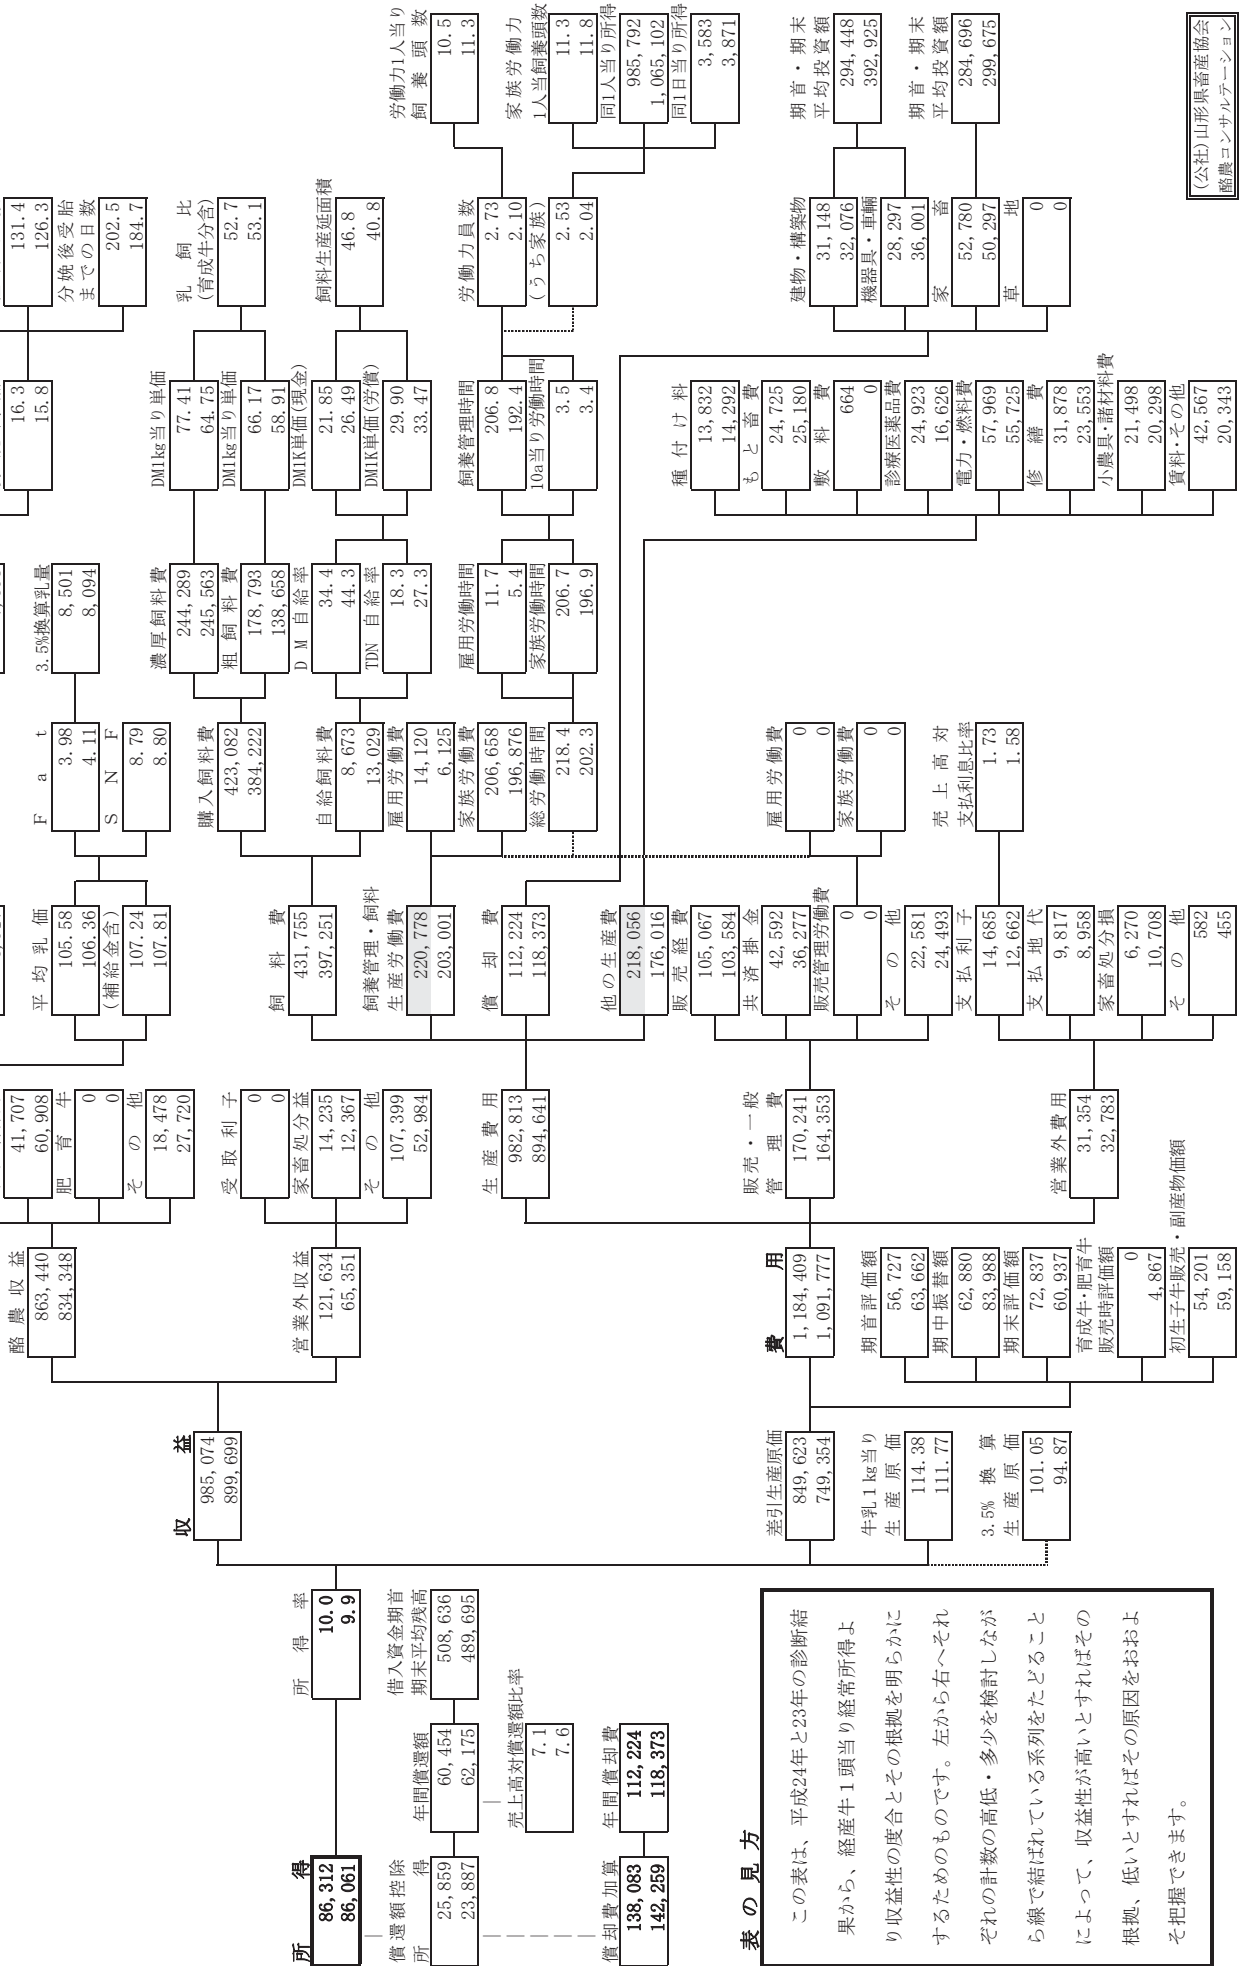 所得
86,312
86,061
償還額控除
所得
25,859
23,887
償却費加算
138,083
142,259
年間償還額
60,454
62,175
売上高対償還額比率
7.1
7.6
年間償却費
112,224
118,373
所得率
10.0
9.9
借入資金期首
期末平均残高
508,636
489,695
表の見方
この表は、平成24年と23年の診断結
果から、経産牛1頭当り経常所得よ
り収益性の度合とその根拠を明らかに
するためのものです。左から右へそれ
ぞれの計数の高低・多少を検討しなが
ら線で結ばれている系列をたどること
によって、収益性が高いとすればその
根拠、低いとすればその原因をおおよ
そ把握できます。
収益
985,074
899,699
差引生産原価
849,623
749,354
牛乳1kg当り
生産原価
114.38
111.77
3.5%換算
生産原価
101.05
94.87
酪農収益
863,440
834,348
営業外収益
121,634
65,351
費用
1,184,409
1,091,777
期首評価額
56,727
63,662
期中振替額
62,880
83,988
期末評価額
72,837
60,937
育成牛・肥育牛
販売時評価額
0
4,867
初生子牛販売・副産物価額
54,201
59,158
41,707
60,908
肥育牛
0
0
その他
18,478
27,720
受取利子
0
0
家畜処分益
14,235
12,367
その他
107,399
52,984
生産費用
982,813
894,641
販売・一般
管理費
170,241
164,353
営業外費用
31,354
32,783
平均乳価
105.58
106.36
(補給金含)
107.24
107.81
飼料費
431,755
397,251
飼養管理・飼料
生産労働費
220,778
203,001
償却費
112,224
118,373
他の生産費
218,056
176,016
販売経費
105,067
103,584
共済掛金
42,592
36,277
販売管理労働費
0
0
その他
22,581
24,493
支払利子
14,685
12,662
支払地代
9,817
8,958
家畜処分損
6,270
10,708
その他
582
455
Fat
3.98
4.11
SNF
8.79
8.80
購入飼料費
423,082
384,222
自給飼料費
8,673
13,029
雇用労働費
14,120
6,125
家族労働費
206,658
196,876
総労働時間
218.4
202.3
雇用労働費
0
0
家族労働費
0
0
売上高対
支払利息比率
1.73
1.58
3.5%換算乳量
8,501
8,094
濃厚飼料費
244,289
245,563
粗飼料費
178,793
138,658
DM自給率
34.4
44.3
TDN自給率
18.3
27.3
雇用労働時間
11.7
5.4
家族労働時間
206.7
196.9
16.3
15.8
DM1kg当り単価
77.41
64.75
DM1kg当り単価
66.17
58.91
DM1K単価(現金)
21.85
26.49
DM1K単価(労償)
29.90
33.47
飼養管理時間
206.8
192.4
10a当り労働時間
3.5
3.4
種付け料
13,832
14,292
もと畜費
24,725
25,180
敷料費
664
0
診療医薬品費
24,923
16,626
電力・燃料費
57,969
55,725
修繕費
31,878
23,553
小農具・諸材料費
21,498
20,298
賃料・その他
42,567
20,343
131.4
126.3
分娩後受胎
までの日数
202.5
184.7
乳飼比
(育成牛分含)
52.7
53.1
飼料生産延面積
46.8
40.8
労働力員数
2.73
2.10
(うち家族)
2.53
2.04
建物・構築物
31,148
32,076
機器具・車輛
28,297
36,001
家畜
52,780
50,297
草地
0
0
労働力1人当り
飼養頭数
10.5
11.3
家族労働力
1人当飼養頭数
11.3
11.8
同1人当り所得
985,792
1,065,102
同1日当り所得
3,583
3,871
期首・期末
平均投資額
294,448
392,925
期首・期末
平均投資額
284,696
299,675
(公社)山形県畜産協会
酪農コンサルテーション